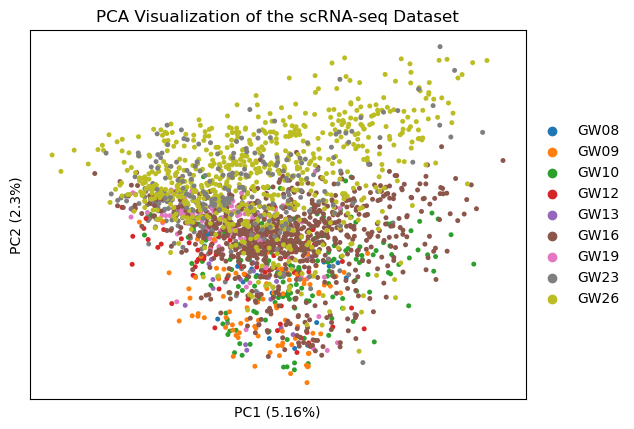 PCA Visualization of the scRNA-seq Dataset
PC2 (2.3%)
GW08
GW09
GW10
GW12
GW13
GW16
GW19
GW23
GW26
PC1 (5.16%)